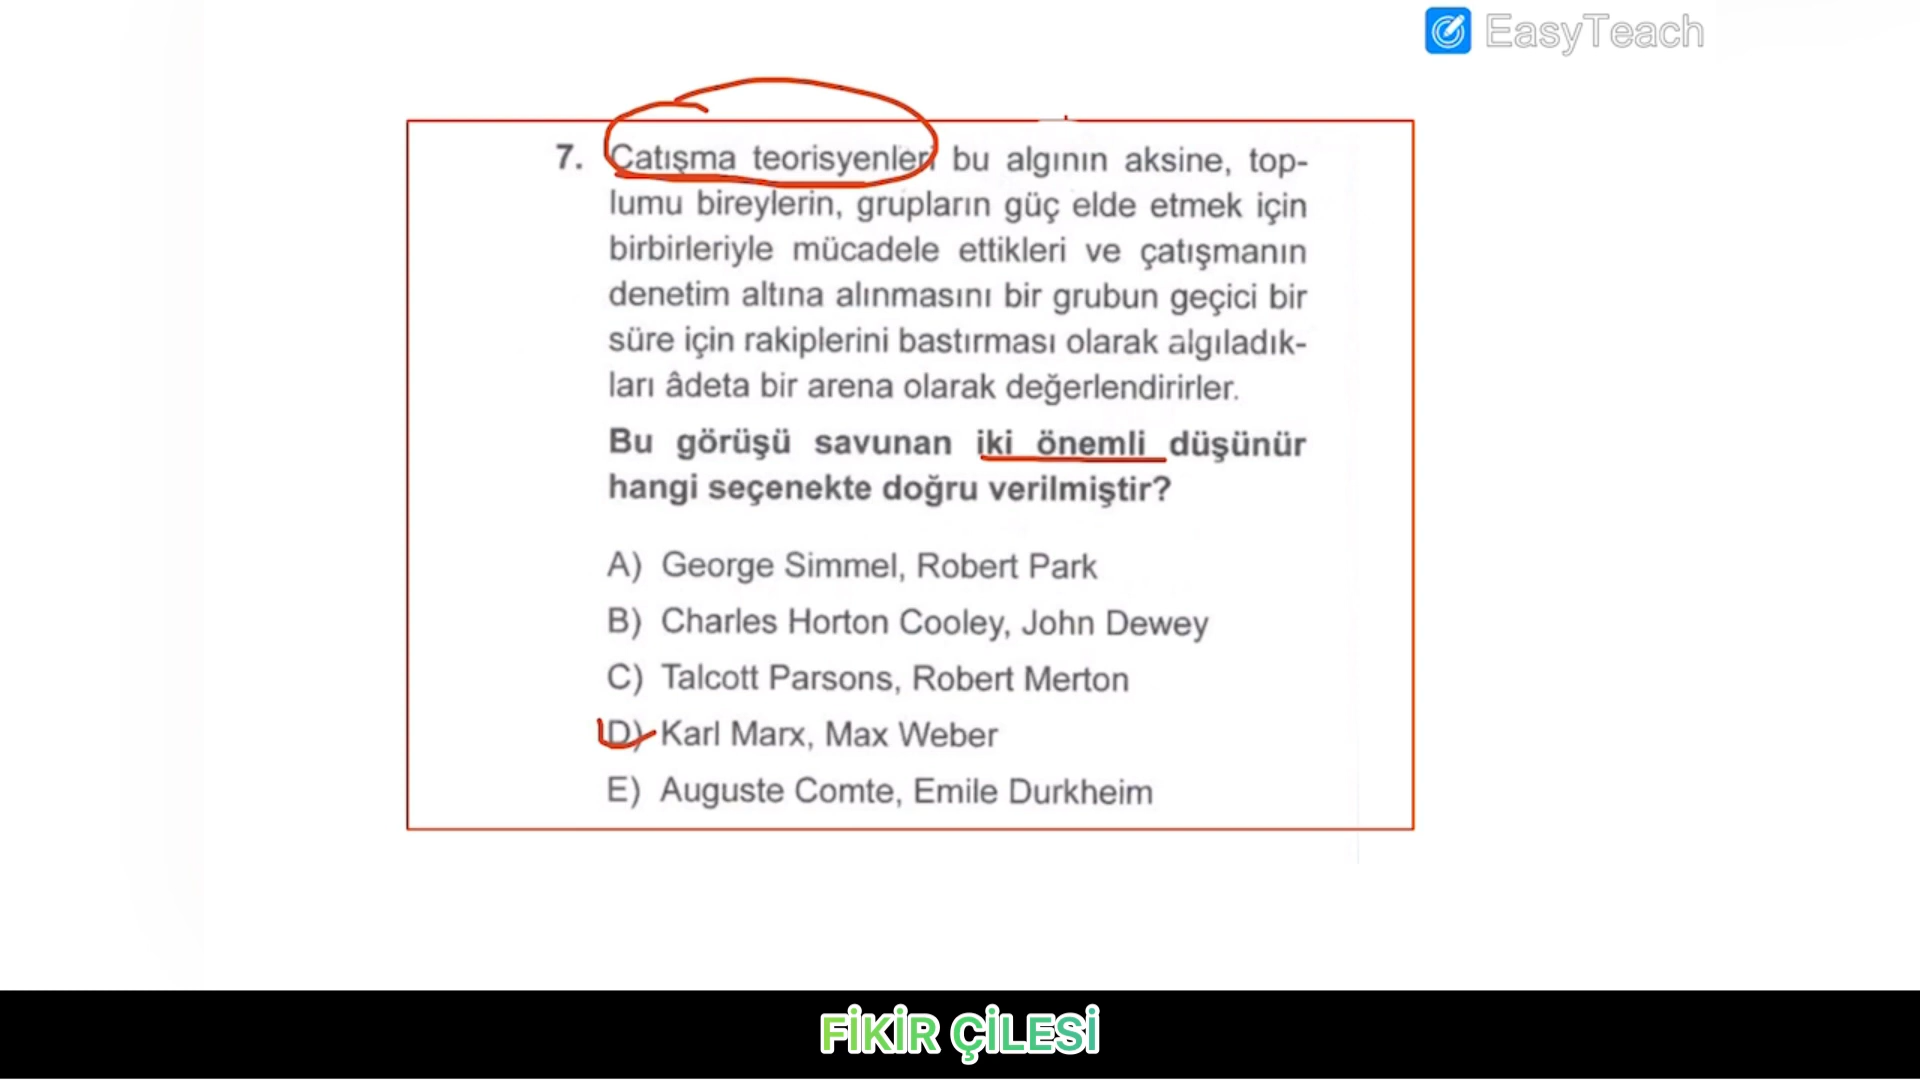 EasyTeach
7. Çatışma teorisyenleri bu algının aksine, top-
lumu bireylerin, grupların güç elde etmek için
birbirleriyle mücadele ettikleri ve çatışmanın
denetim altına alınmasını bir grubun geçici bir
süre için rakiplerini bastırması olarak algıladık-
ları âdeta bir arena olarak değerlendirirler.
Bu görüşü savunan iki önemli düşünür
hangi seçenekte doğru verilmiştir?
A) George Simmel, Robert Park
B) Charles Horton Cooley, John Dewey
C) Talcott Parsons, Robert Merton
D) Karl Marx, Max Weber
E) Auguste Comte, Emile Durkheim
FİKİR ÇİLESİ